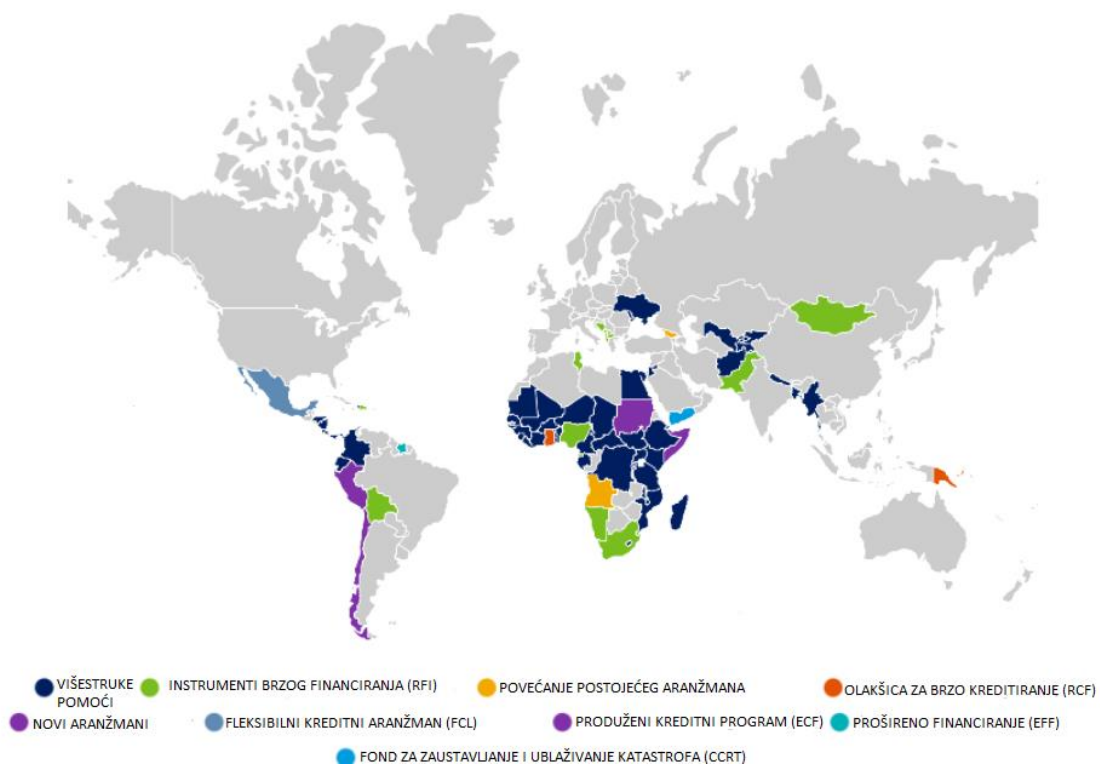 VIŠESTRUKE POMOĆI
INSTRUMENTI BRZOG FINANCIRANJA (RFI)
POVEĆANJE POSTOJEĆEG ARANŽMANA
OLAKŠICA ZA BRZO KREDITIRANJE (RCF)
NOVI ARANŽMANI
FLEKSIBILNI KREDITNI ARANŽMAN (FCL)
PRODUŽENI KREDITNI PROGRAM (ECF)
PROŠIRENO FINANCIRANJE (EFF)
FOND ZA ZAUSTAVLJANJE I UBLAŽIVANJE KATASTROFA (CCRT)